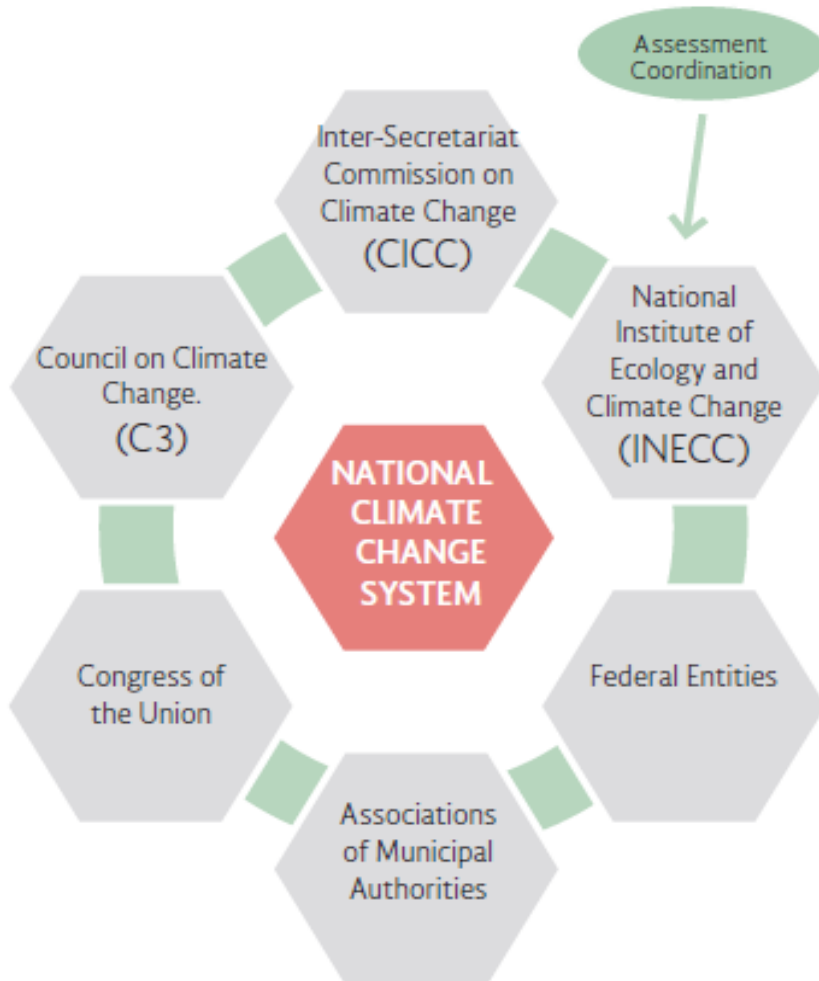 Assessment
Coordination
Inter-Secretariat
Commission on
Climate Change
(CICC)
National
Institute of
Ecology and
Climate Change
(INECC)
Council on Climate
Change.
(C3)
NATIONAL
CLIMATE
CHANGE
SYSTEM
Congress of
the Union
Federal Entities
Associations
of Municipal
Authorities